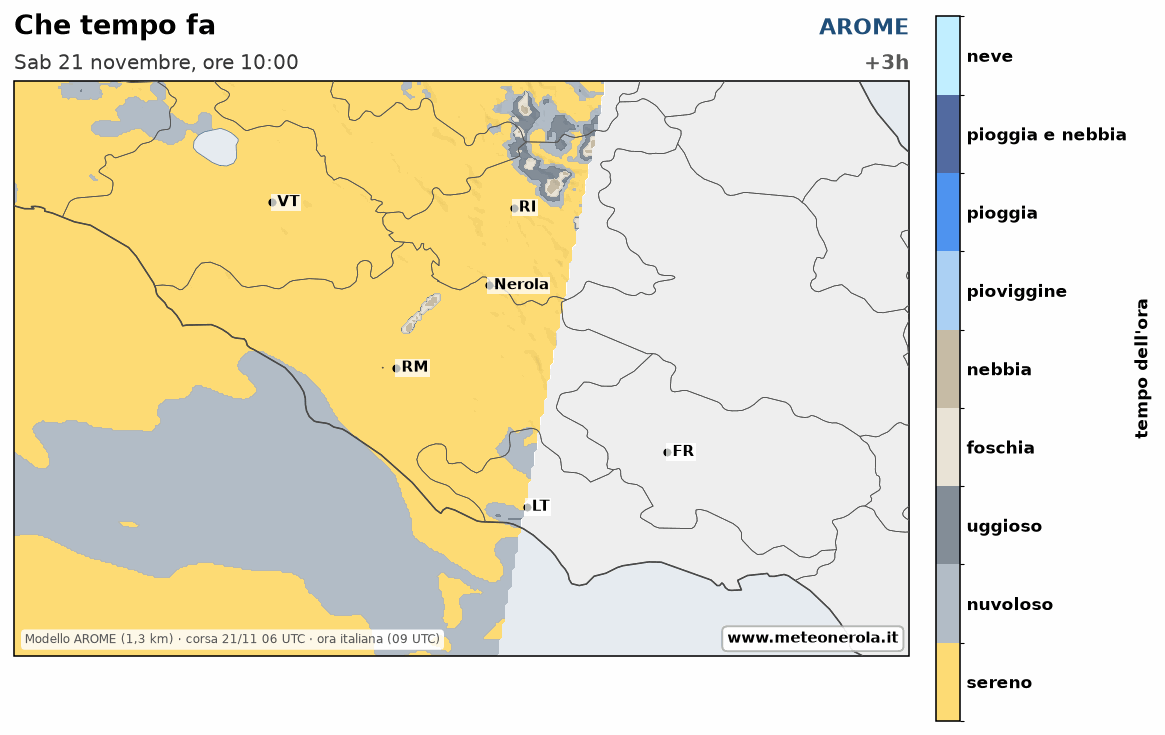 Che tempo fa
AROME
Sab 21 novembre, ore 10:00
+3h
VT
RI
Nerola
RM
FR
LT
Modello AROME (1,3 km) · corsa 21/11 06 UTC · ora italiana (09 UTC)
www.meteonerola.it
neve
pioggia e nebbia
pioggia
pioviggine
nebbia
foschia
uggioso
nuvoloso
sereno
tempo dell'ora